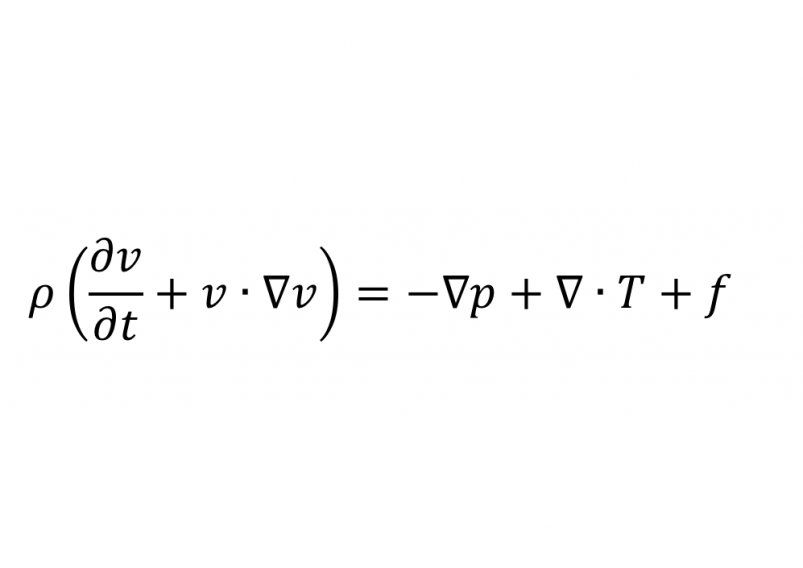 ρ(∂v/∂t + v · ∇v) = −∇p + ∇ · T + f